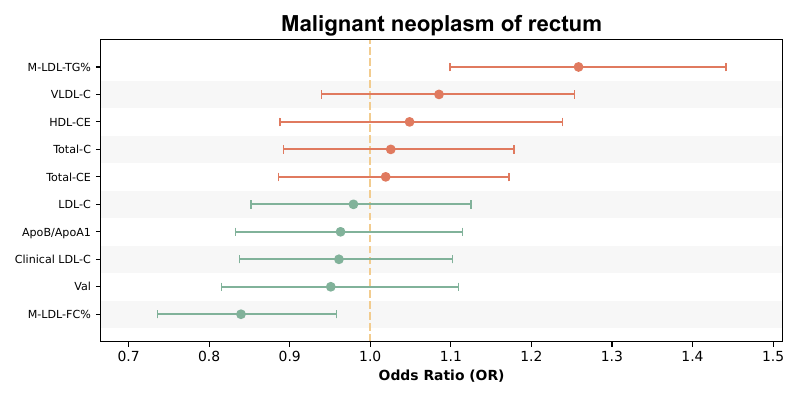 Malignant neoplasm of rectum
M-LDL-TG%
VLDL-C
HDL-CE
Total-C
Total-CE
LDL-C
ApoB/ApoA1
Clinical LDL-C
Val
M-LDL-FC%
0.7 0.8 0.9 1.0 1.1 1.2 1.3 1.4 1.5
Odds Ratio (OR)